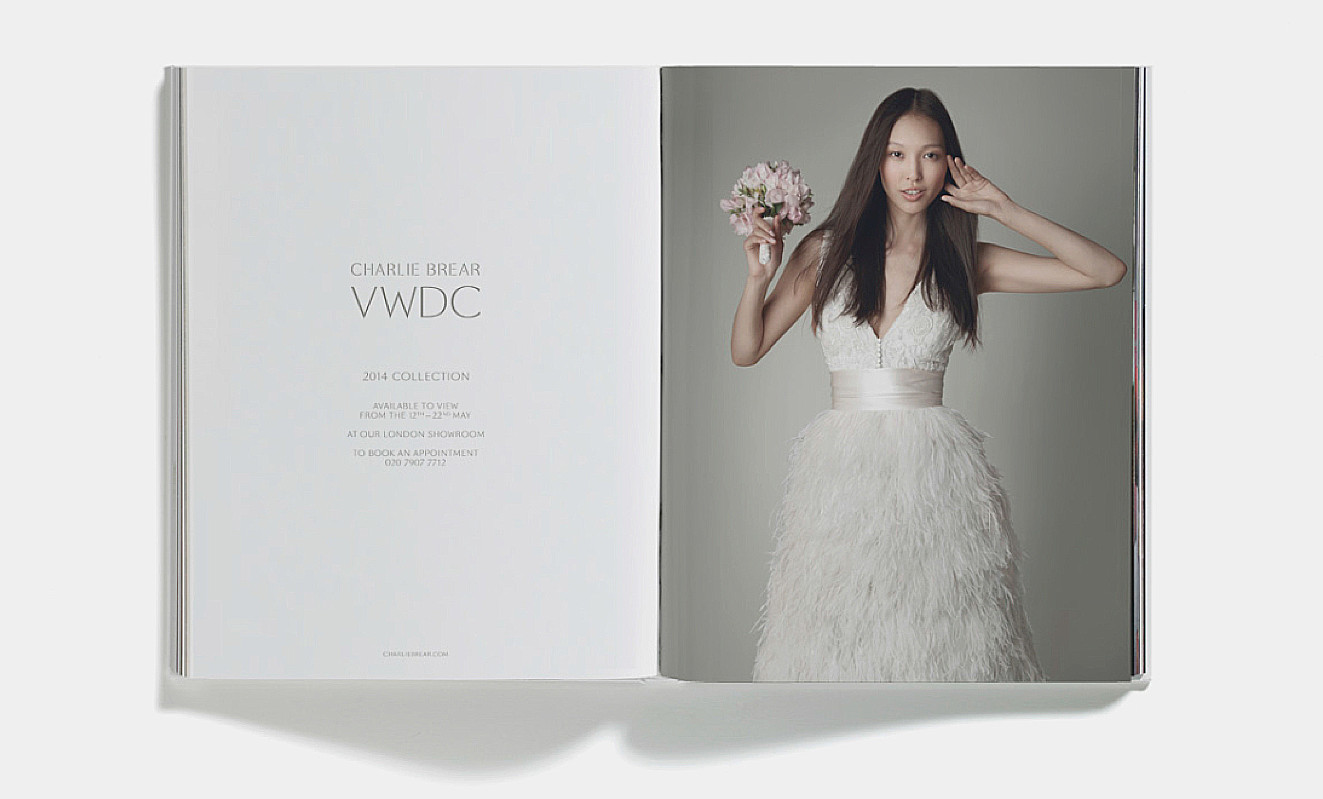 CHARLIE BREAR
VWDC
2014 COLLECTION
AVAILABLE TO VIEW
FROM THE 12TH–22ND MAY
AT OUR LONDON SHOWROOM
TO BOOK AN APPOINTMENT
020 7907 7712
CHARLIEBREAR.COM